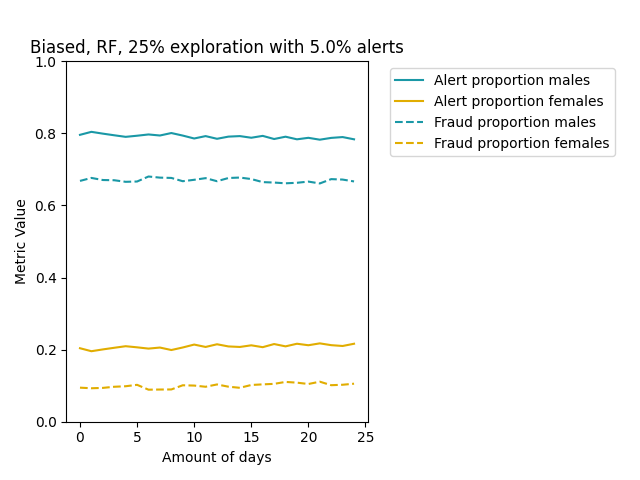 Biased, RF, 25% exploration with 5.0% alerts
1.0
0.8
0.6
0.4
0.2
0.0
Metric Value
0 5 10 15 20 25
Amount of days
Alert proportion males
Alert proportion females
Fraud proportion males
Fraud proportion females